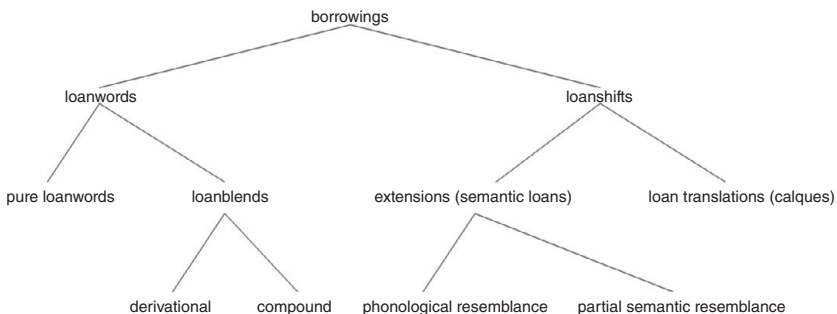 borrowings
loanwords loanshifts
pure loanwords loanblends extensions (semantic loans) loan translations (calques)
derivational compound phonological resemblance partial semantic resemblance